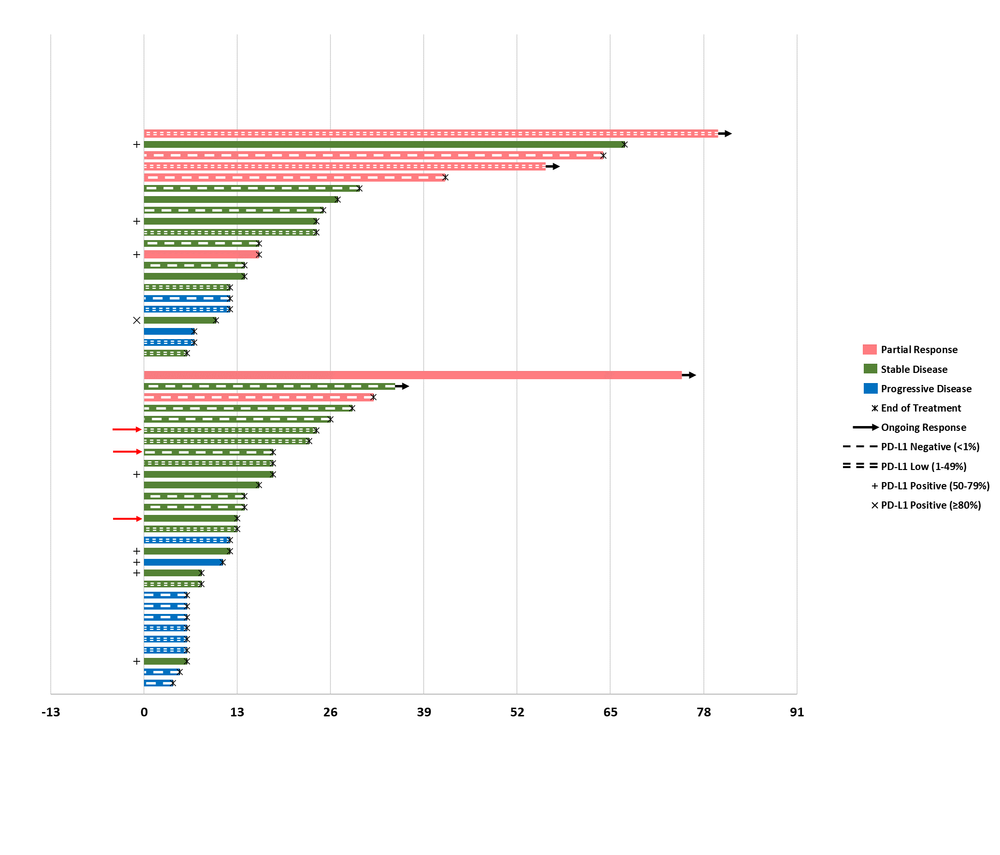 Partial Response
Stable Disease
Progressive Disease
End of Treatment
Ongoing Response
PD-L1 Negative (<1%)
PD-L1 Low (1-49%)
PD-L1 Positive (50-79%)
PD-L1 Positive (≥80%)
-13 0 13 26 39 52 65 78 91